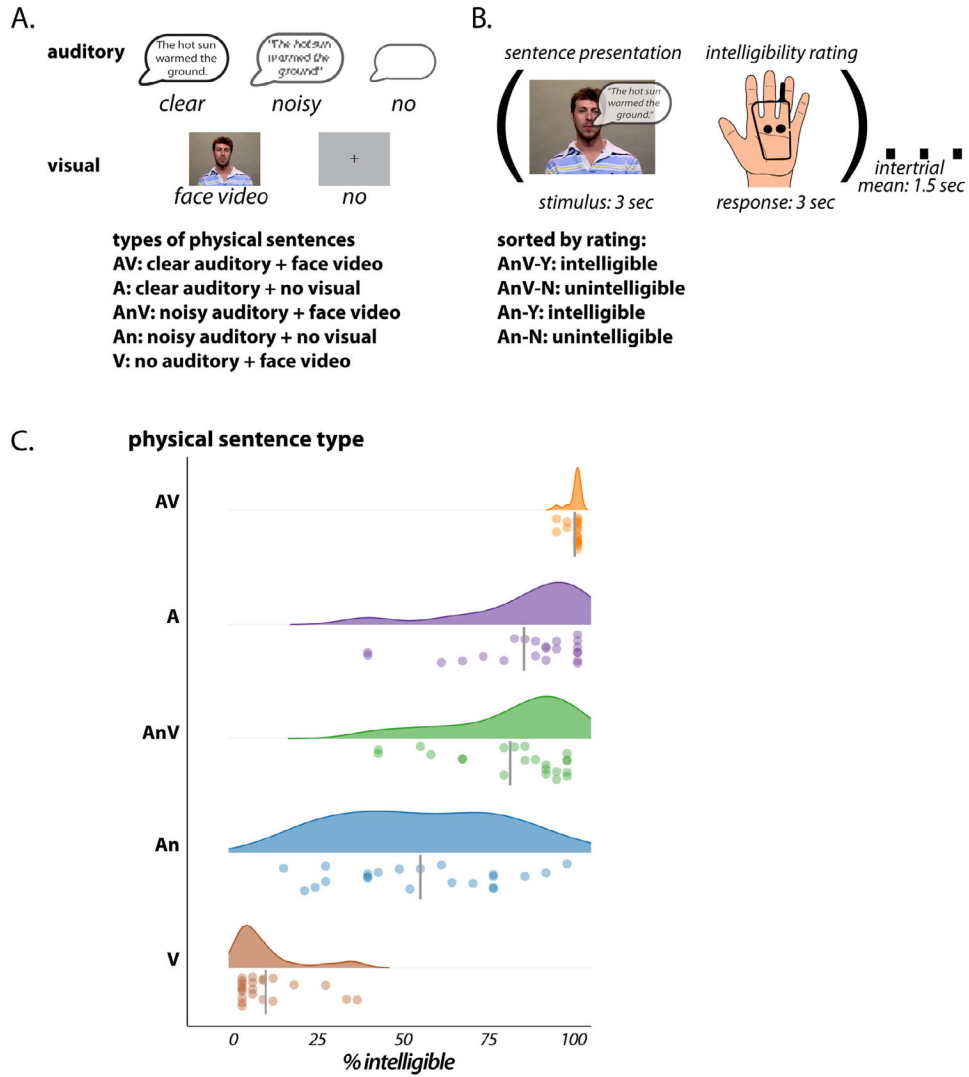 A.
auditory
The hot sun
warmed the
ground.
"The hot sun
warmed the
ground"
clear
noisy
no
visual
+
face video
no
types of physical sentences
AV: clear auditory + face video
A: clear auditory + no visual
AnV: noisy auditory + face video
An: noisy auditory + no visual
V: no auditory + face video
B.
sentence presentation
intelligibility rating
(
"The hot sun
warmed the
ground."
)
. . .
stimulus: 3 sec
response: 3 sec
intertrial
mean: 1.5 sec
sorted by rating:
AnV-Y: intelligible
AnV-N: unintelligible
An-Y: intelligible
An-N: unintelligible
C.
physical sentence type
AV
A
AnV
An
V
0 25 50 75 100
% intelligible